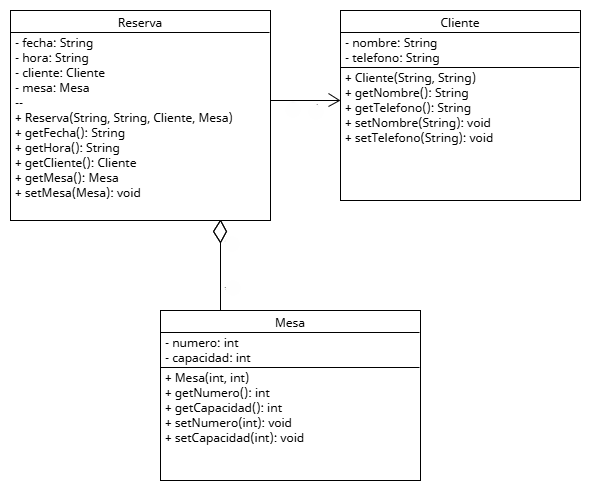 Reserva
- fecha: String
- hora: String
- cliente: Cliente
- mesa: Mesa
--
+ Reserva(String, String, Cliente, Mesa)
+ getFecha(): String
+ getHora(): String
+ getCliente(): Cliente
+ getMesa(): Mesa
+ setMesa(Mesa): void
Cliente
- nombre: String
- telefono: String
+ Cliente(String, String)
+ getNombre(): String
+ getTelefono(): String
+ setNombre(String): void
+ setTelefono(String): void
Mesa
- numero: int
- capacidad: int
+ Mesa(int, int)
+ getNumero(): int
+ getCapacidad(): int
+ setNumero(int): void
+ setCapacidad(int): void